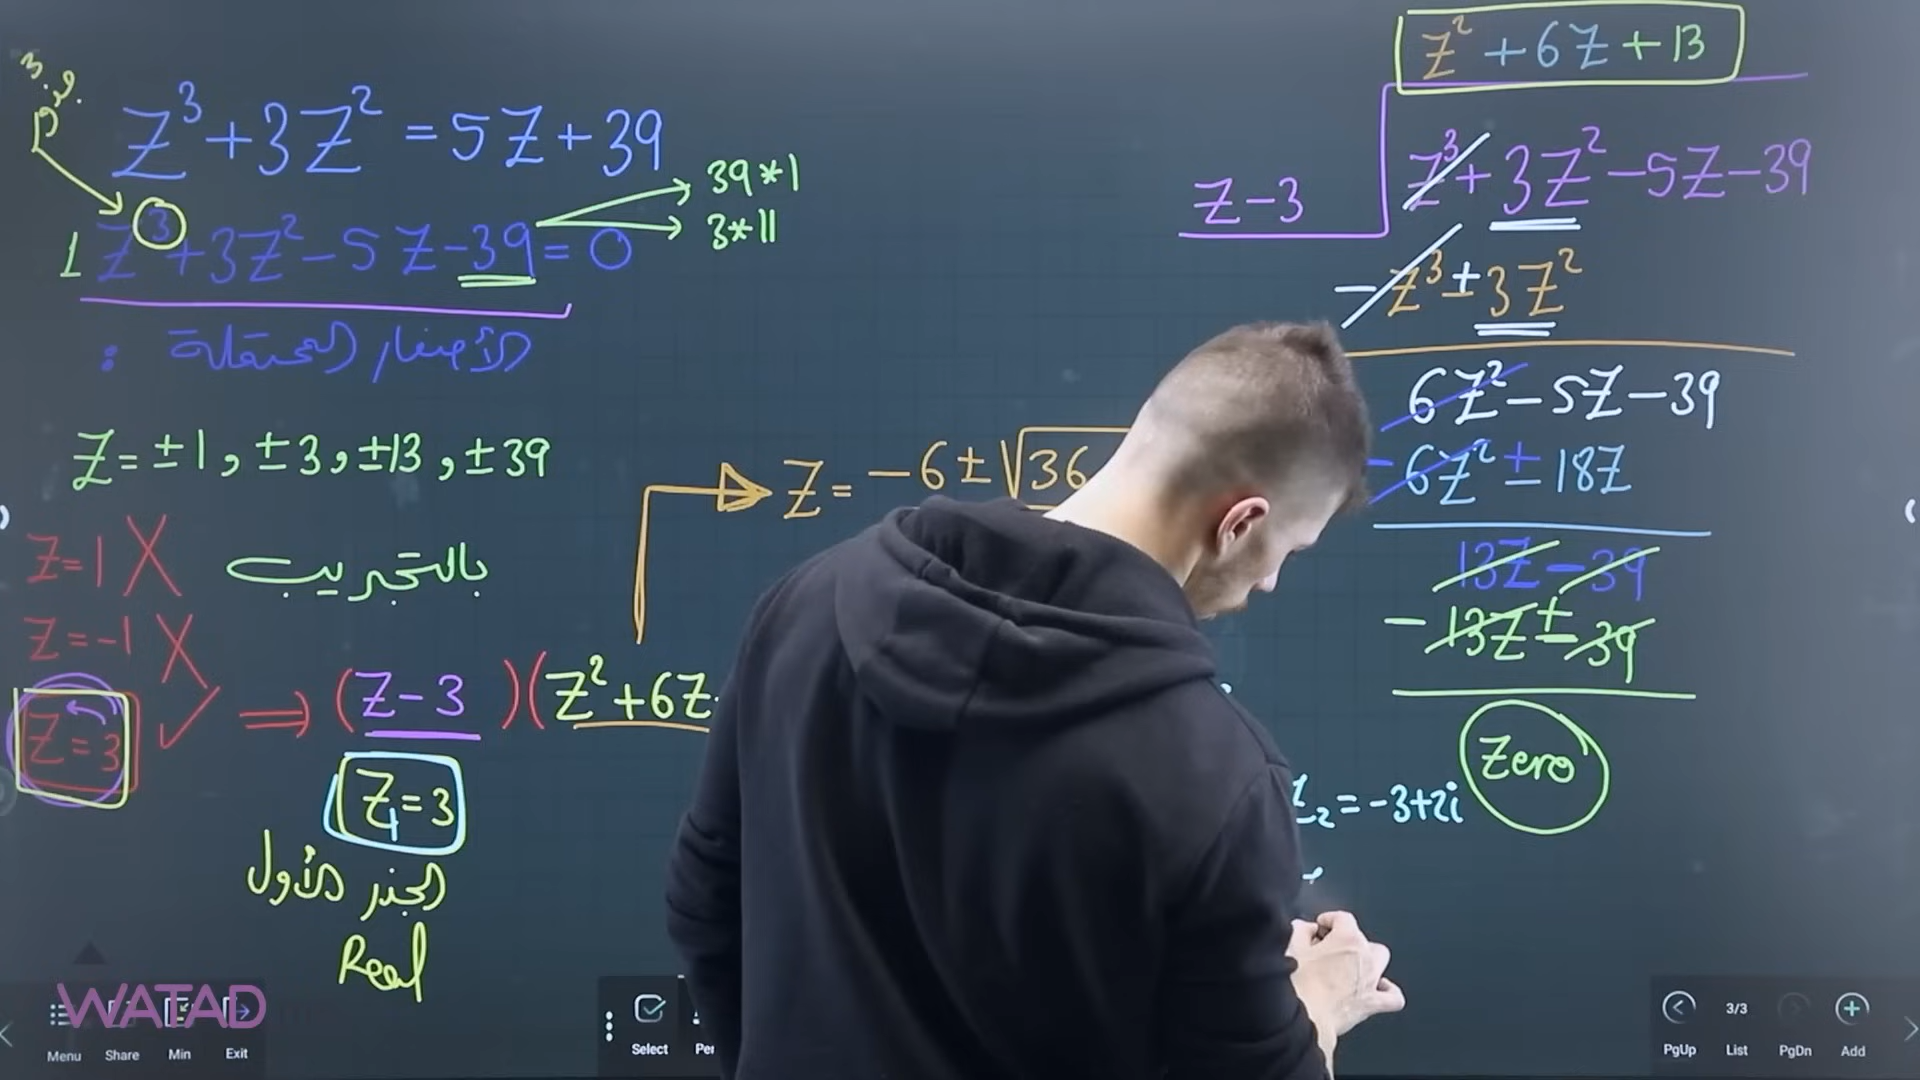 Z³ + 3Z² = 5Z + 39
1 Z³ + 3Z² - 5Z - 39 = 0
39*1
3*11
الأصفار المحتملة :
Z = ±1, ±3, ±13, ±39
بالتجريب
Z=1 X
Z=-1 X
Z=3 ✓
⇒ (Z-3)(Z²+6Z
Z₁=3
الجذر الأول
Real
Z = -6±√36
Z²+6Z+13
Z-3
Z³+3Z²-5Z-39
-Z³±3Z²
6Z²-5Z-39
-6Z²±18Z
13Z-39
-13Z±39
Zero
Z₂=-3+2i
WATAD
Menu Share Min Exit
Select
PgUp 3/3 List PgDn Add